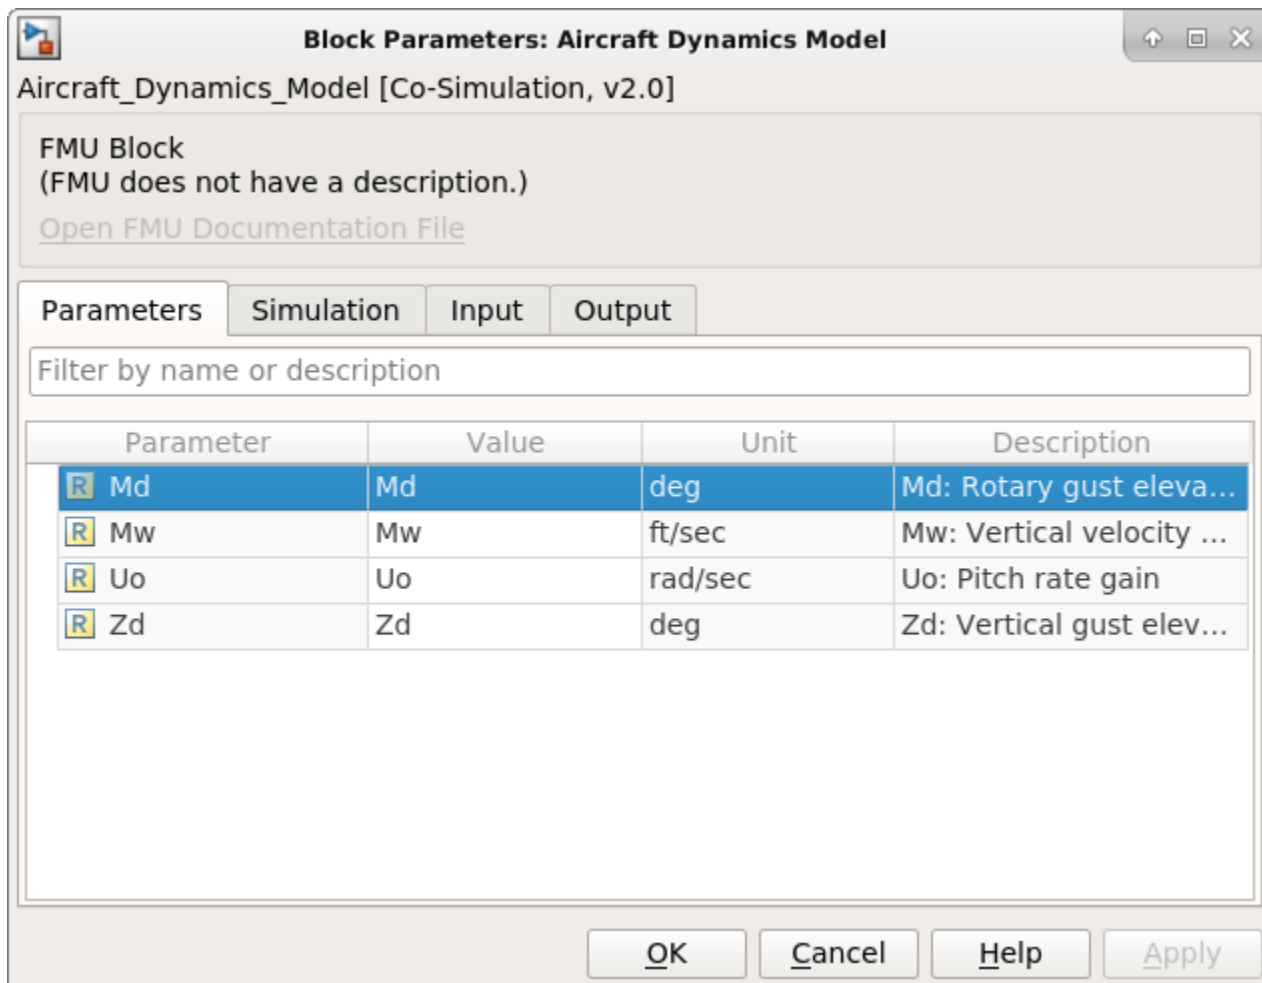 Block Parameters: Aircraft Dynamics Model
Aircraft_Dynamics_Model [Co-Simulation, v2.0]
FMU Block
(FMU does not have a description.)
Open FMU Documentation File
Parameters Simulation Input Output
Filter by name or description
Parameter Value Unit Description
R Md Md deg Md: Rotary gust eleva...
R Mw Mw ft/sec Mw: Vertical velocity ...
R Uo Uo rad/sec Uo: Pitch rate gain
R Zd Zd deg Zd: Vertical gust elev...
OK Cancel Help Apply